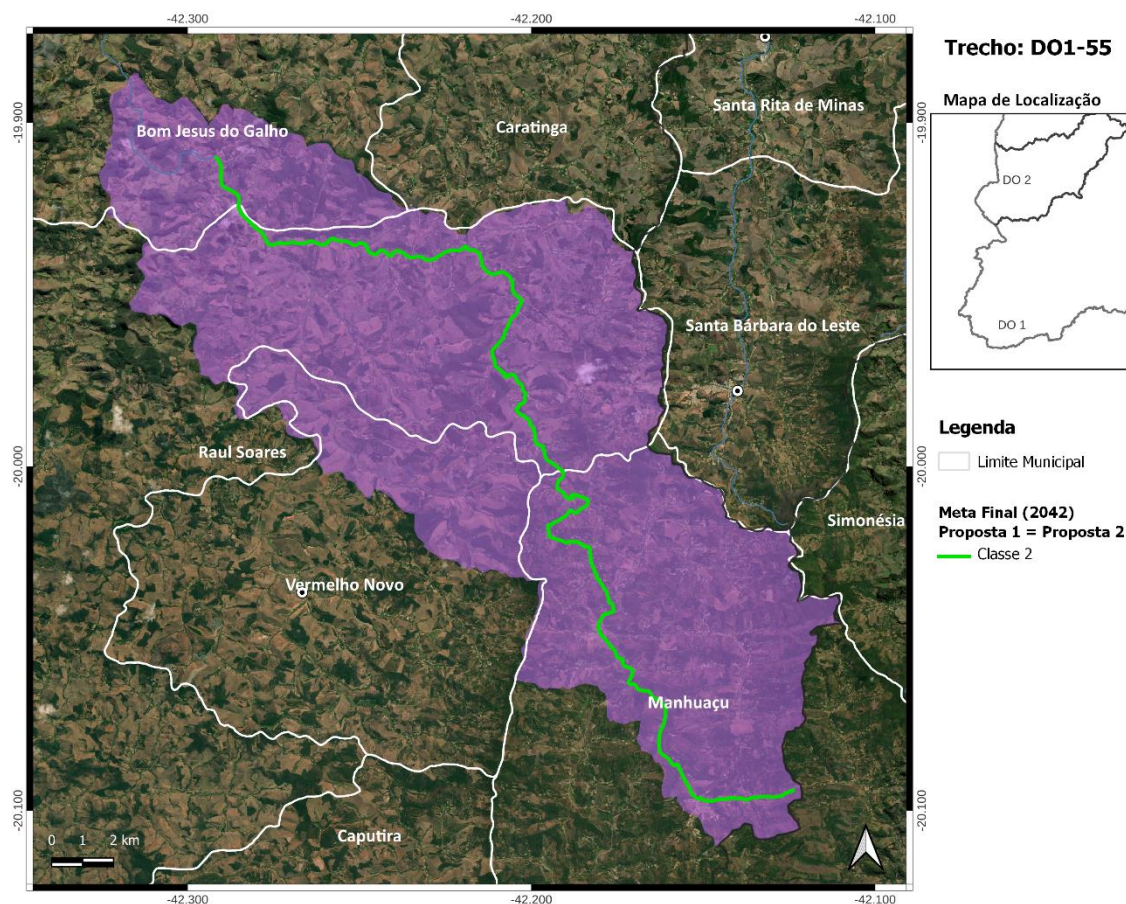 -42.300
-42.200
-42.100
Trecho: DO1-55
Mapa de Localização
-19.900
-19.900
Bom Jesus do Galho
Caratinga
Santa Rita de Minas
DO 2
DO 1
Santa Bárbara do Leste
Legenda
Limite Municipal
Raul Soares
-20.000
-20.000
Simonésia
Meta Final (2042)
Proposta 1 = Proposta 2
Classe 2
Vermelho Novo
Manhuaçu
-20.100
-20.100
Caputira
0 1 2 km
-42.300
-42.200
-42.100